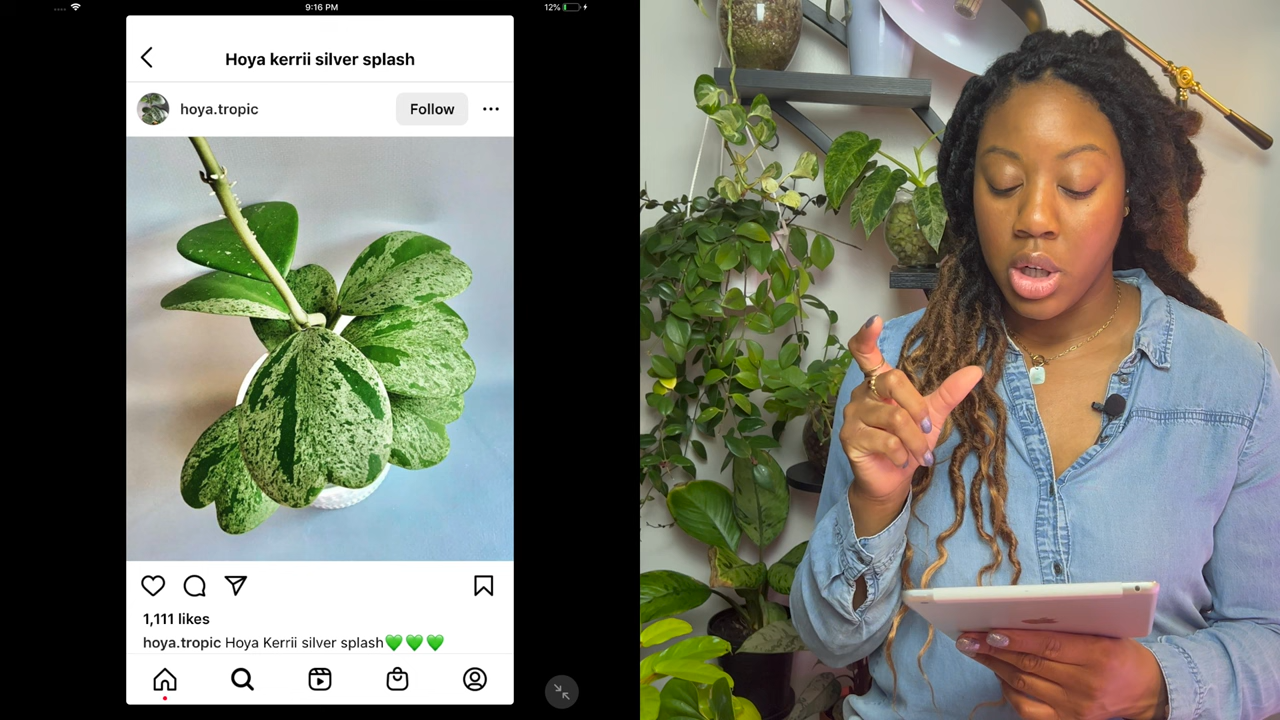 9:16 PM
12%
Hoya kerrii silver splash
hoya.tropic
Follow
1,111 likes
hoya.tropic Hoya Kerrii silver splash💚💚💚